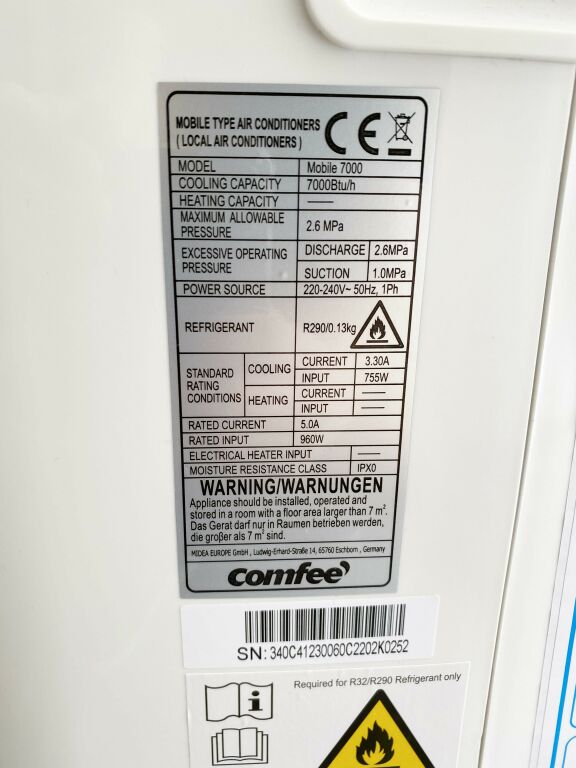 MOBILE TYPE AIR CONDITIONERS
( LOCAL AIR CONDITIONERS )
CE
MODEL Mobile 7000
COOLING CAPACITY 7000Btu/h
HEATING CAPACITY ——
MAXIMUM ALLOWABLE
PRESSURE 2.6 MPa
EXCESSIVE OPERATING
PRESSURE
DISCHARGE 2.6MPa
SUCTION 1.0MPa
POWER SOURCE 220-240V~ 50Hz, 1Ph
REFRIGERANT R290/0.13kg
STANDARD
RATING
CONDITIONS
COOLING CURRENT 3.30A
INPUT 755W
HEATING CURRENT ——
INPUT ——
RATED CURRENT 5.0A
RATED INPUT 960W
ELECTRICAL HEATER INPUT ——
MOISTURE RESISTANCE CLASS IPX0
WARNING/WARNUNGEN
Appliance should be installed, operated and
stored in a room with a floor area larger than 7 m².
Das Gerat darf nur in Raumen betrieben werden,
die großer als 7 m² sind.
MIDEA EUROPE GmbH , Ludwig-Erhard-Straße 14, 65760 Eschborn , Germany
comfee
SN: 340C41230060C2202K0252
Required for R32/R290 Refrigerant only